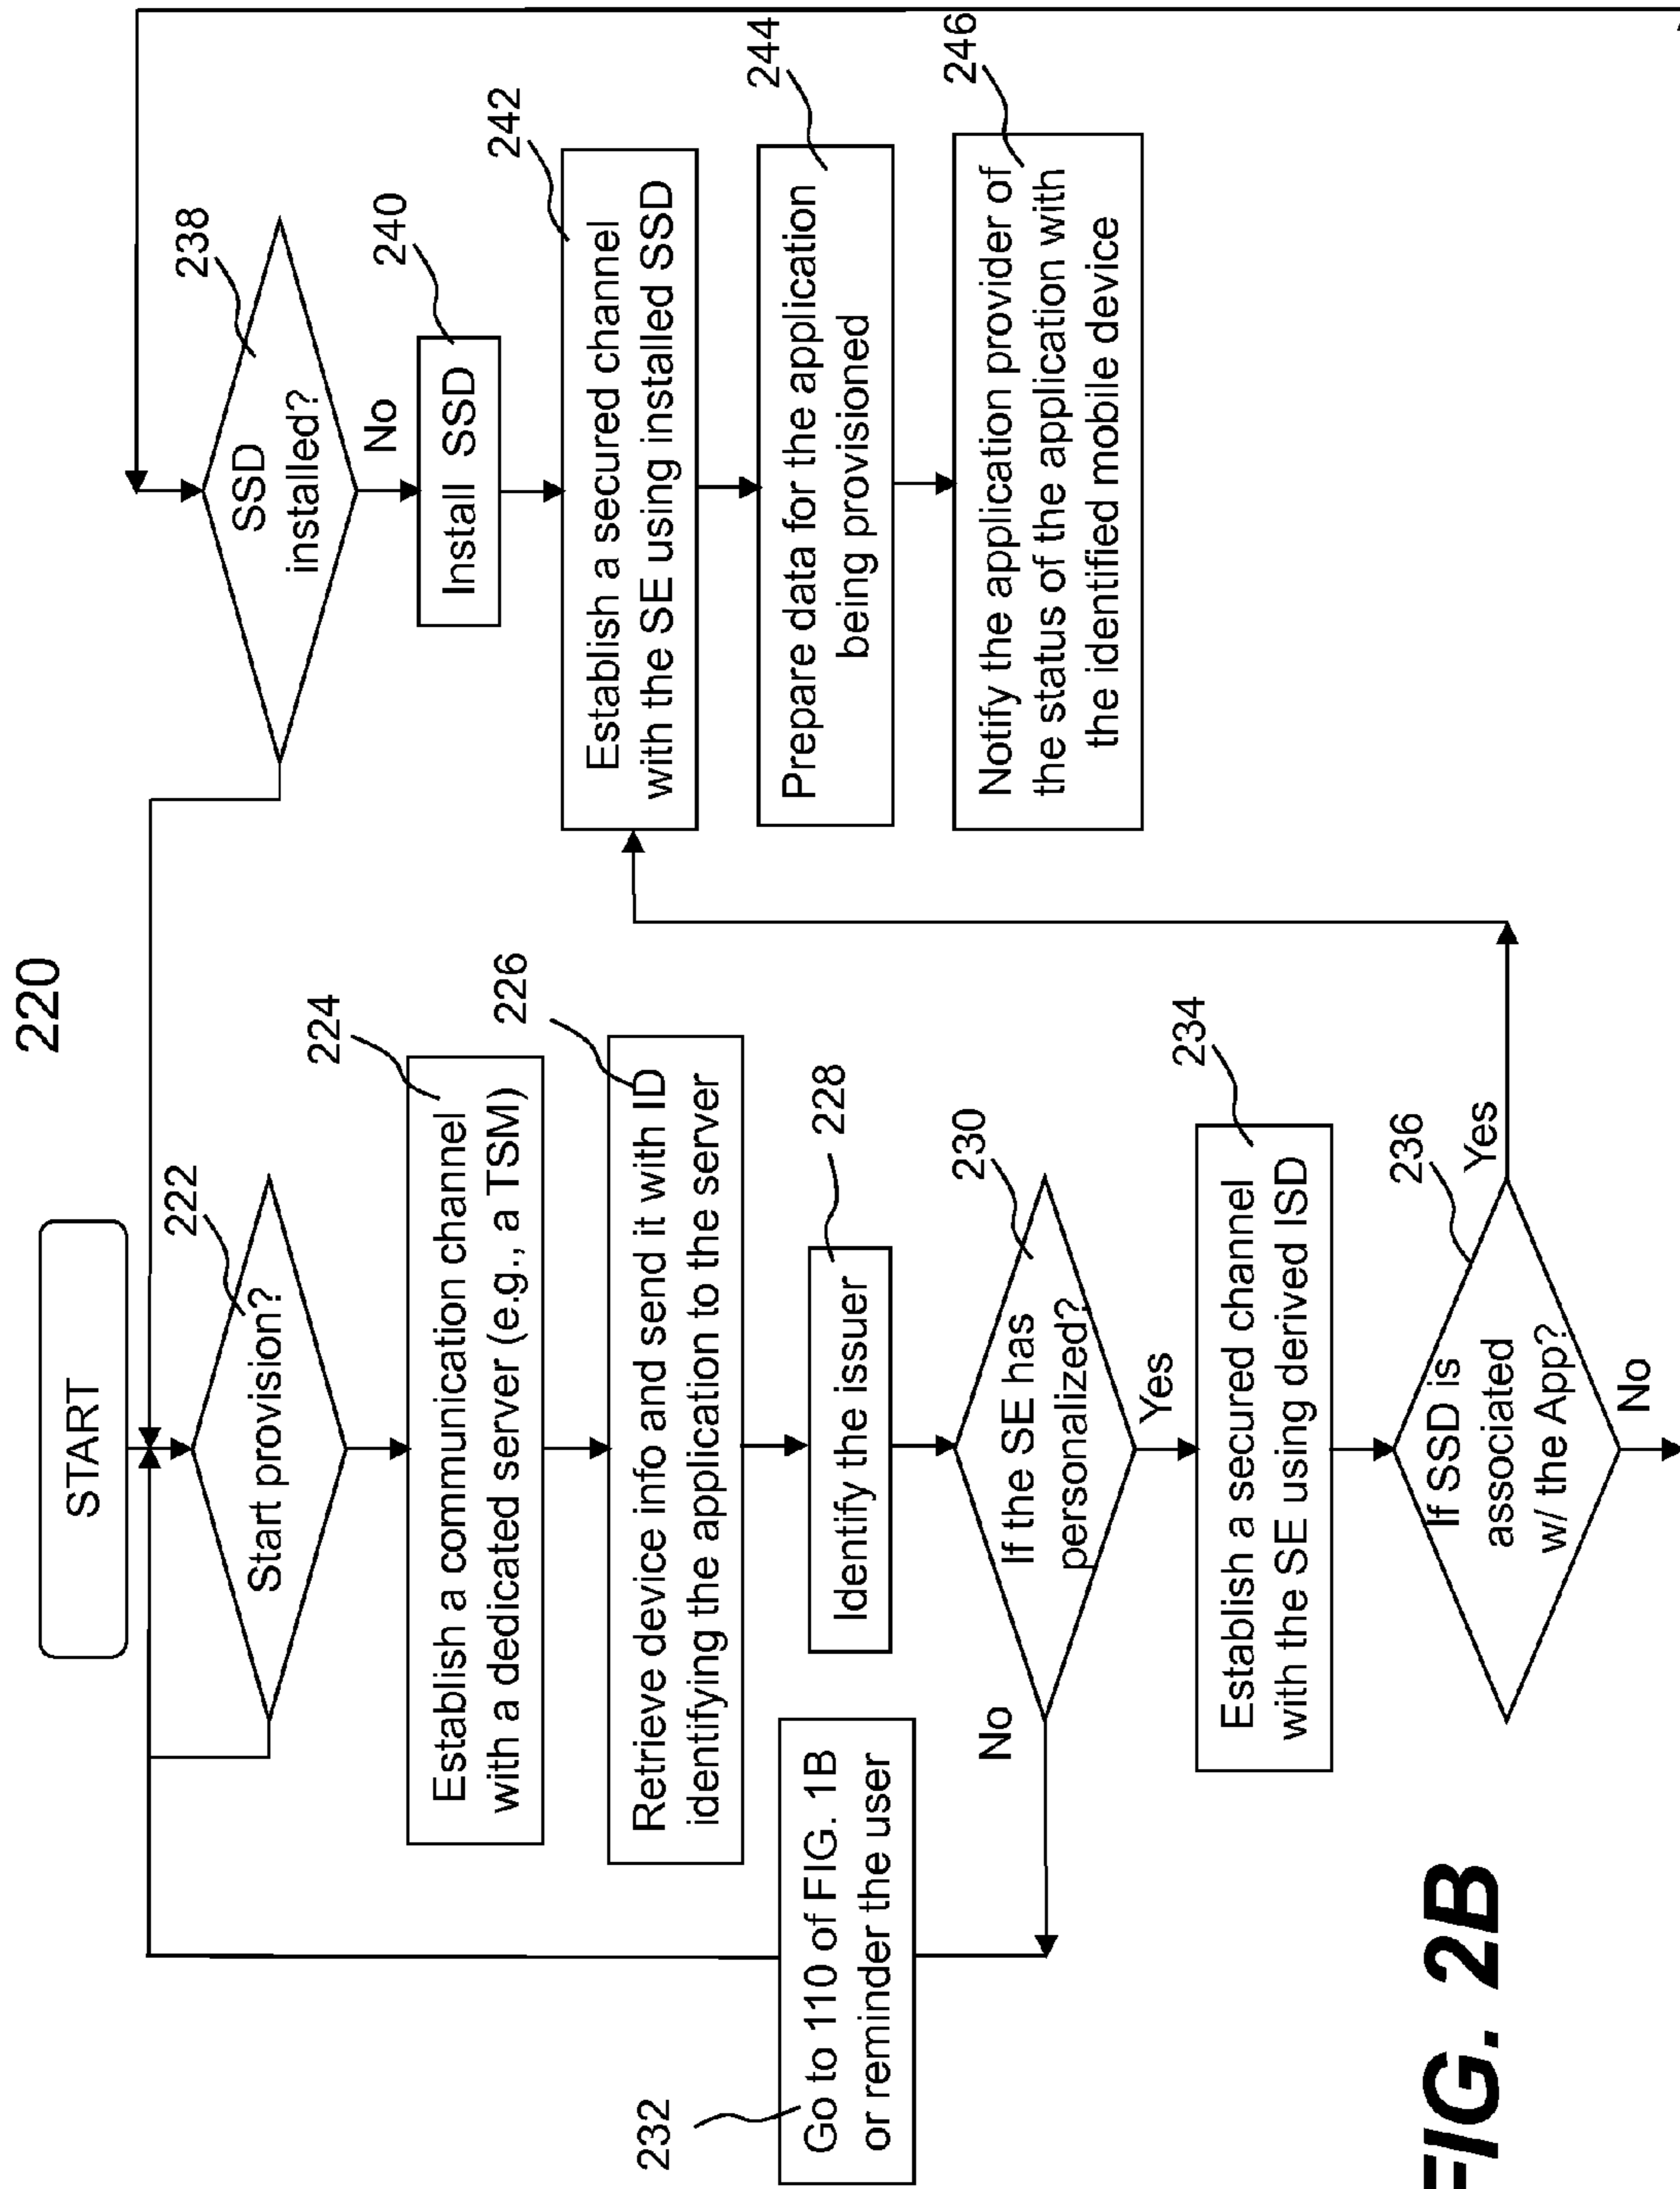 220
START
222
Start provision?
224
Establish a communication channel
with a dedicated server (e.g., a TSM)
226
Retrieve device info and send it with ID
identifying the application to the server
228
Identify the issuer
230
If the SE has
personalized?
No
Yes
232
Go to 110 of FIG. 1B
or reminder the user
234
Establish a secured channel
with the SE using derived ISD
236
If SSD is
associated
w/ the App?
Yes
No
238
SSD
installed?
No
240
Install SSD
242
Establish a secured channel
with the SE using installed SSD
244
Prepare data for the application
being provisioned
246
Notify the application provider of
the status of the application with
the identified mobile device
FIG. 2B